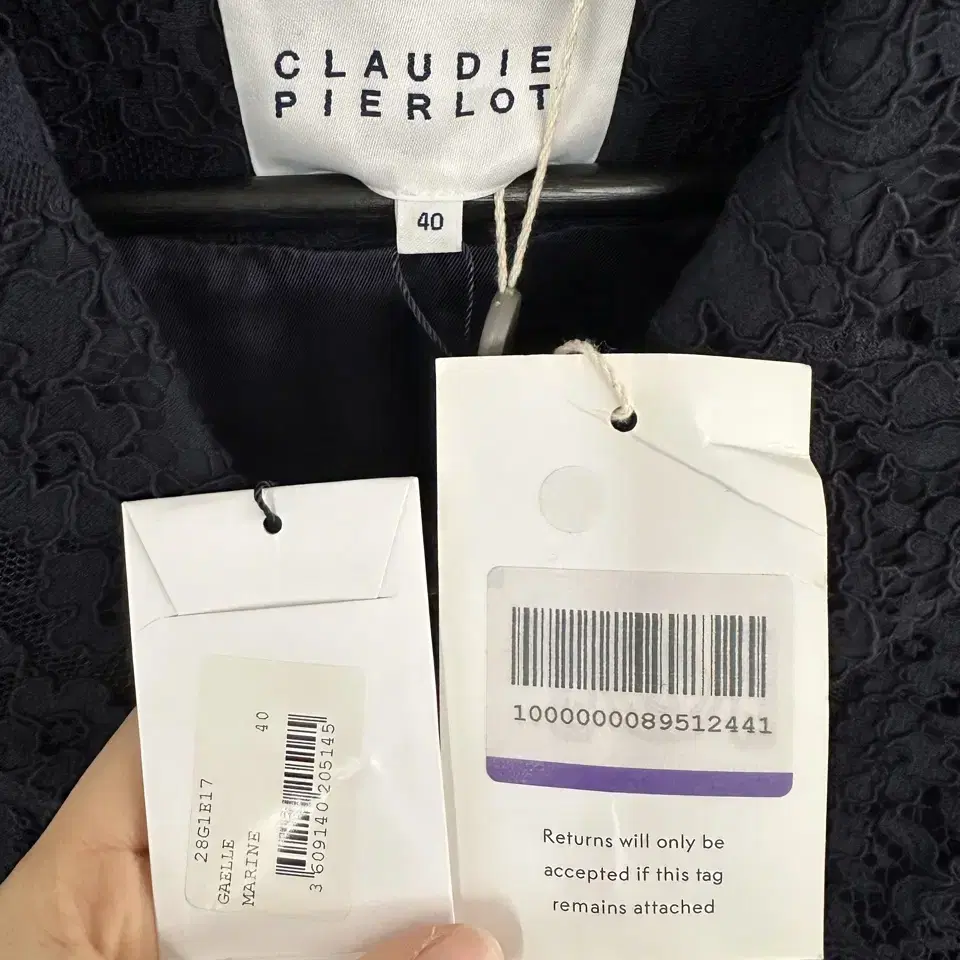 CLAUDIE
PIERLOT
40
28G1E17
GAELLE
MARINE
40
3 609140 205145
1000000089512441
Returns will only be
accepted if this tag
remains attached